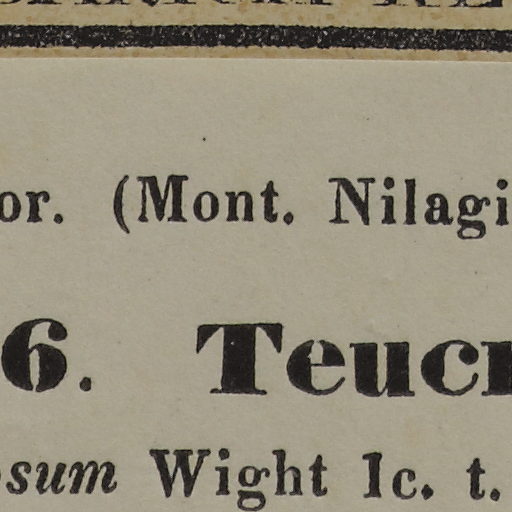 or. (Mont. Nilagi
6. Teuc
sum Wight Ic. t.